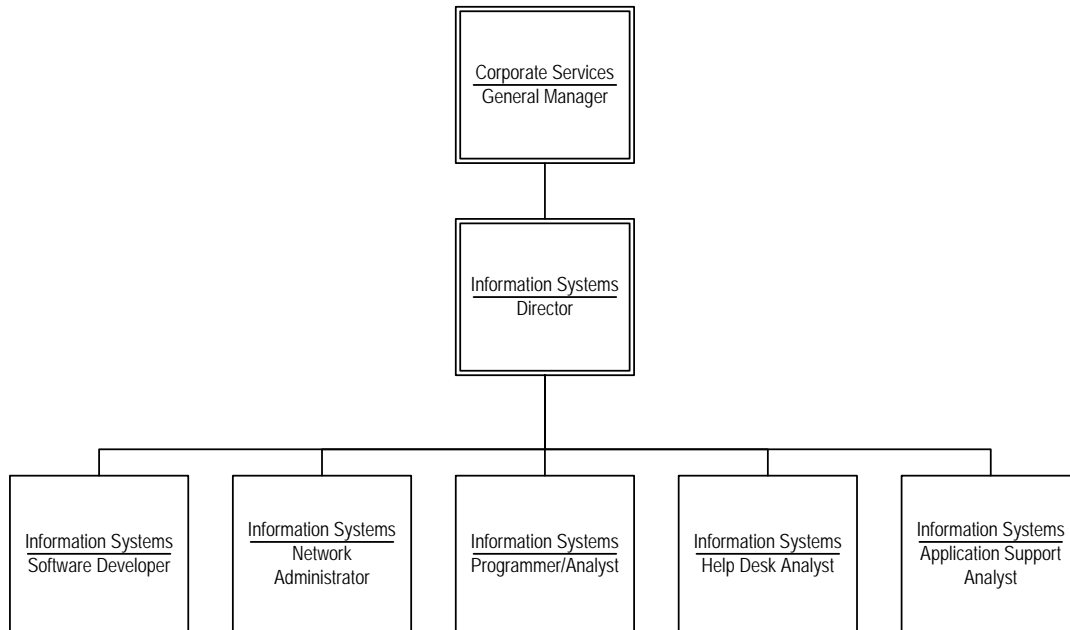 Corporate Services
General Manager
Information Systems
Director
Information Systems
Software Developer
Information Systems
Network
Administrator
Information Systems
Programmer/Analyst
Information Systems
Help Desk Analyst
Information Systems
Application Support
Analyst